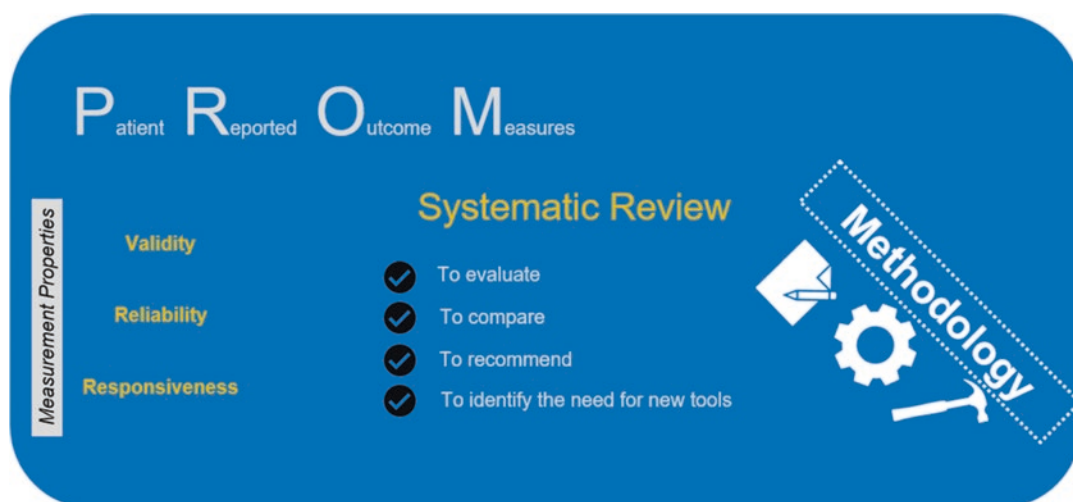 Patient Reported Outcome Measures
Measurement Properties
Validity
Reliability
Responsiveness
Systematic Review
To evaluate
To compare
To recommend
To identify the need for new tools
Methodology